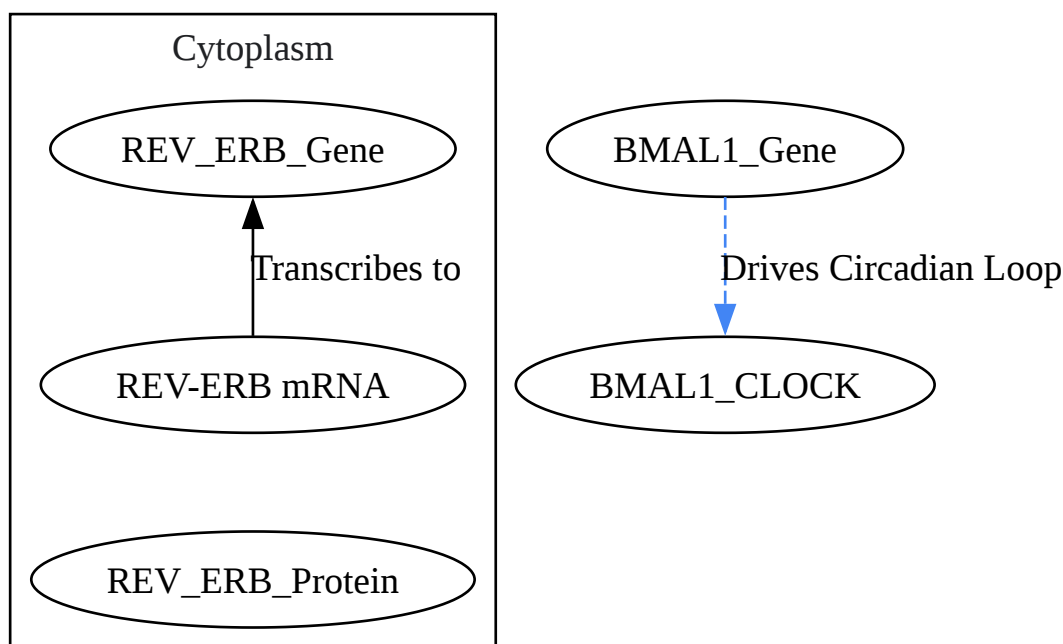 Cytoplasm
REV_ERB_Gene
BMAL1_Gene
Transcribes to
Drives Circadian Loop
REV-ERB mRNA
BMAL1_CLOCK
REV_ERB_Protein